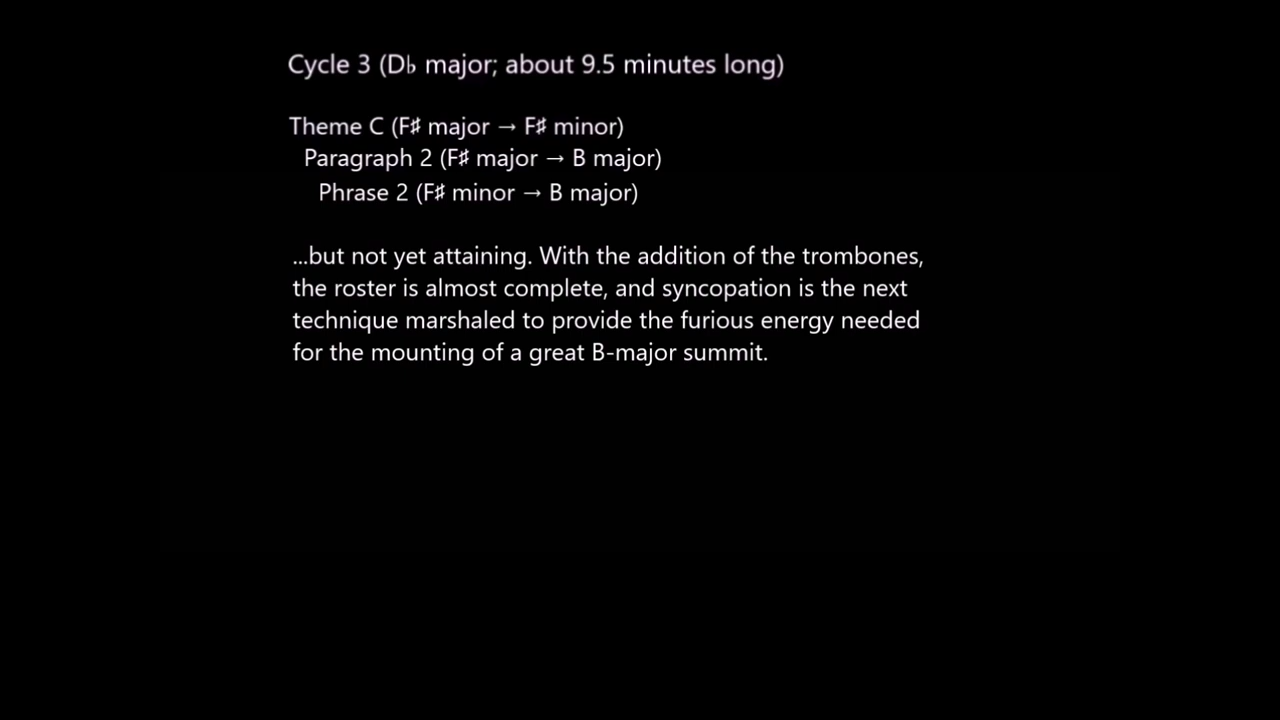 Cycle 3 (D♭ major; about 9.5 minutes long)
Theme C (F♯ major → F♯ minor)
Paragraph 2 (F♯ major → B major)
Phrase 2 (F♯ minor → B major)
...but not yet attaining. With the addition of the trombones,
the roster is almost complete, and syncopation is the next
technique marshaled to provide the furious energy needed
for the mounting of a great B-major summit.